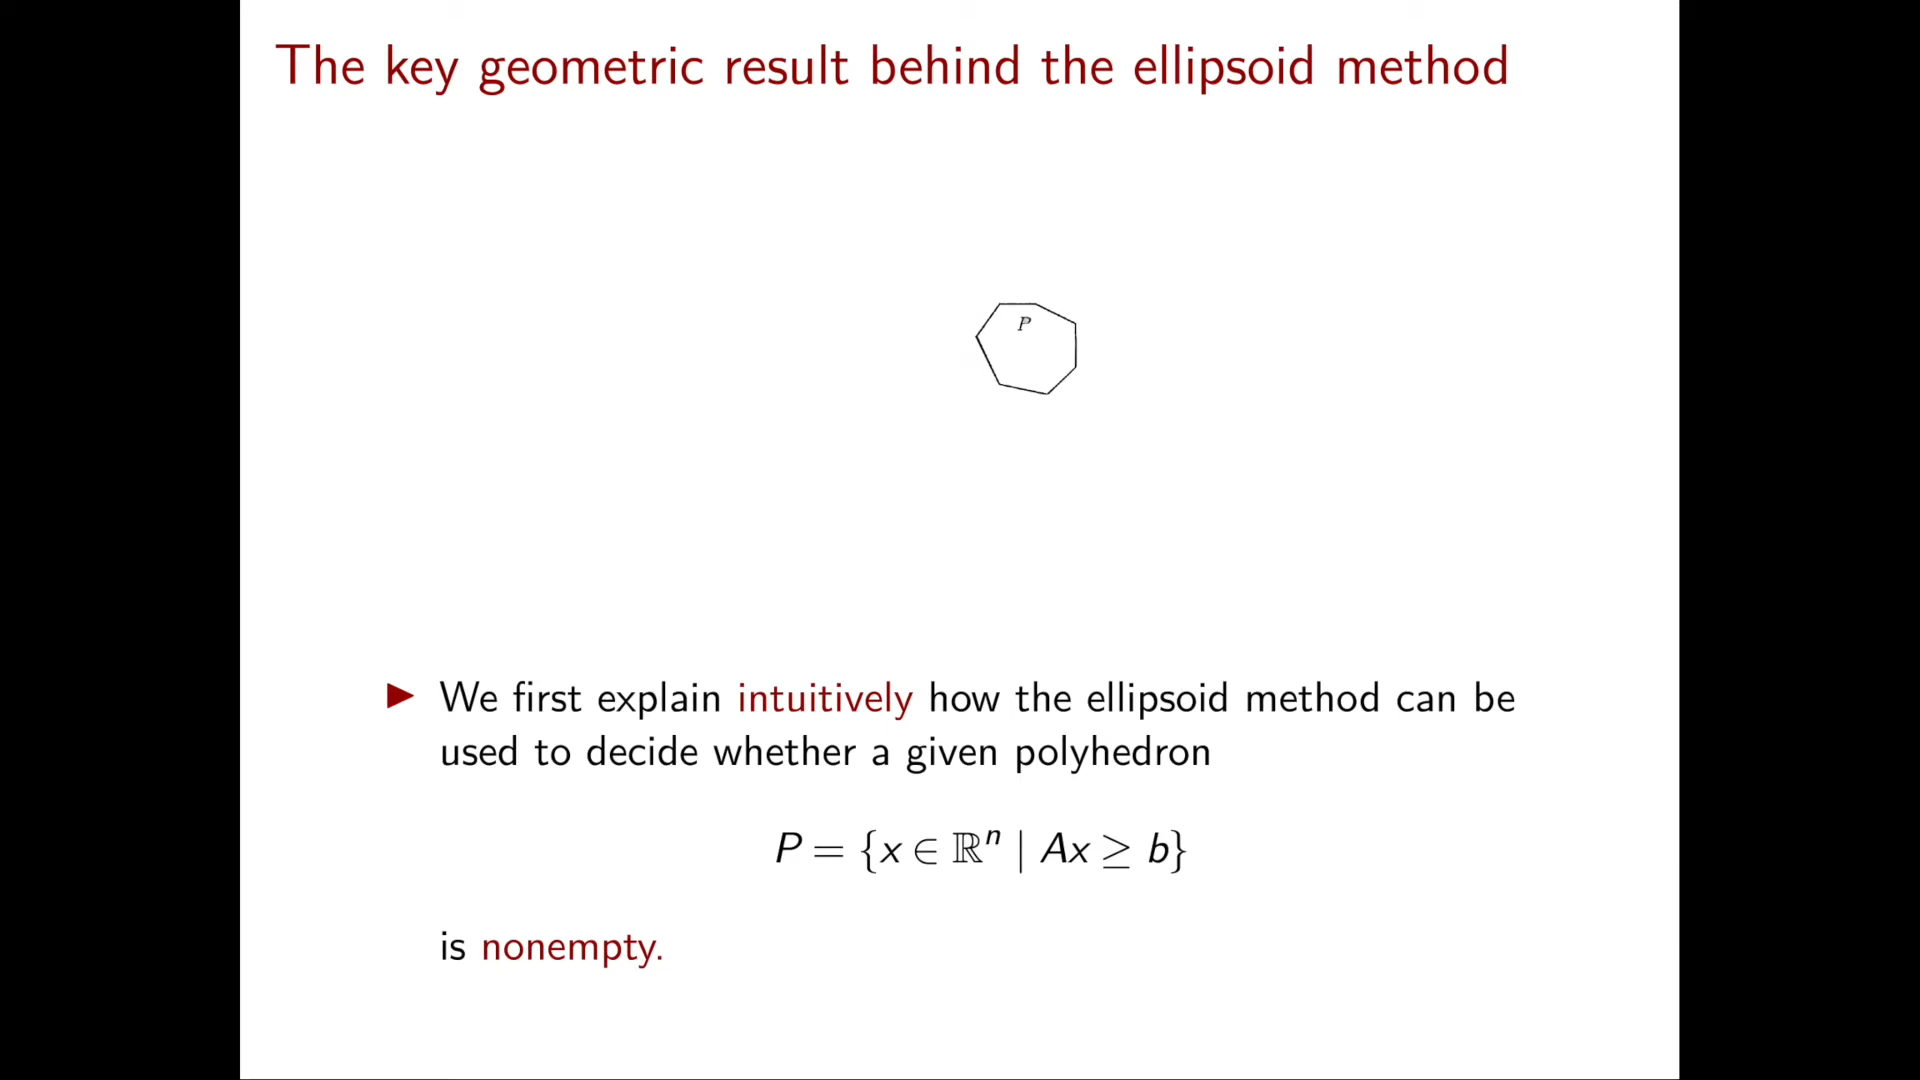 The key geometric result behind the ellipsoid method
P
▶ We first explain intuitively how the ellipsoid method can be
used to decide whether a given polyhedron
P = {x ∈ ℝⁿ | Ax ≥ b}
is nonempty.